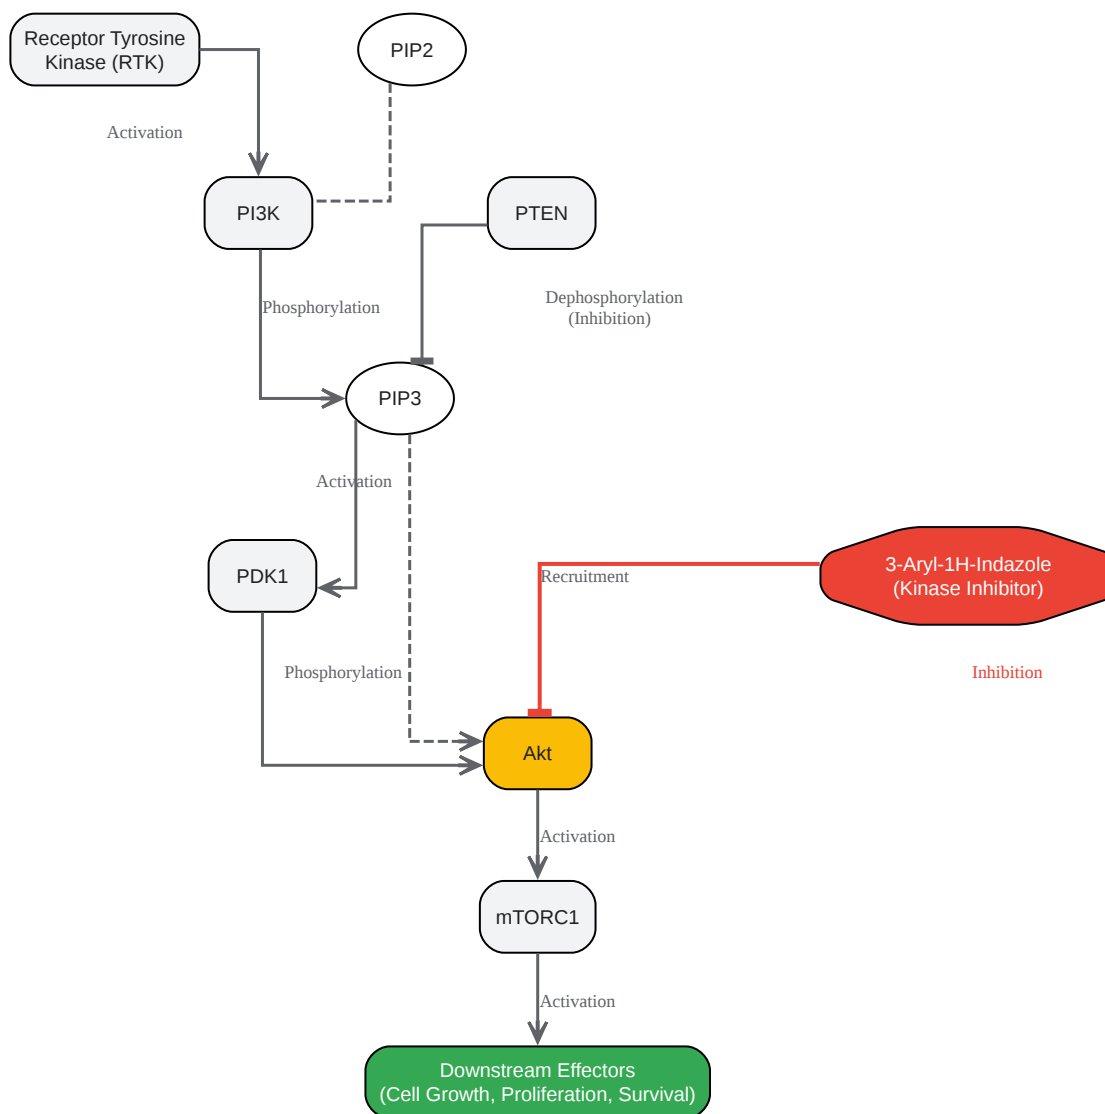 Receptor Tyrosine
Kinase (RTK)
PIP2
Activation
PI3K
PTEN
Phosphorylation
Dephosphorylation
(Inhibition)
PIP3
Activation
PDK1
Recruitment
3-Aryl-1H-Indazole
(Kinase Inhibitor)
Phosphorylation
Inhibition
Akt
Activation
mTORC1
Activation
Downstream Effectors
(Cell Growth, Proliferation, Survival)